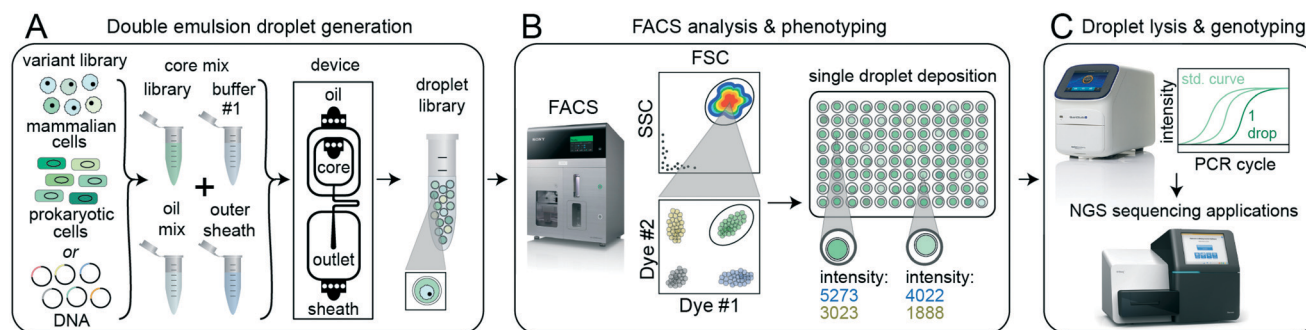 A Double emulsion droplet generation
variant library
mammalian
cells
prokaryotic
cells
or
DNA
core mix
library
buffer
#1
+
oil
mix
outer
sheath
device
oil
core
outlet
sheath
droplet
library
B FACS analysis & phenotyping
FACS
SONY
FSC
SSC
Dye #2
Dye #1
single droplet deposition
intensity:
5273
3023
intensity:
4022
1888
C Droplet lysis & genotyping
intensity
std. curve
1
drop
PCR cycle
NGS sequencing applications